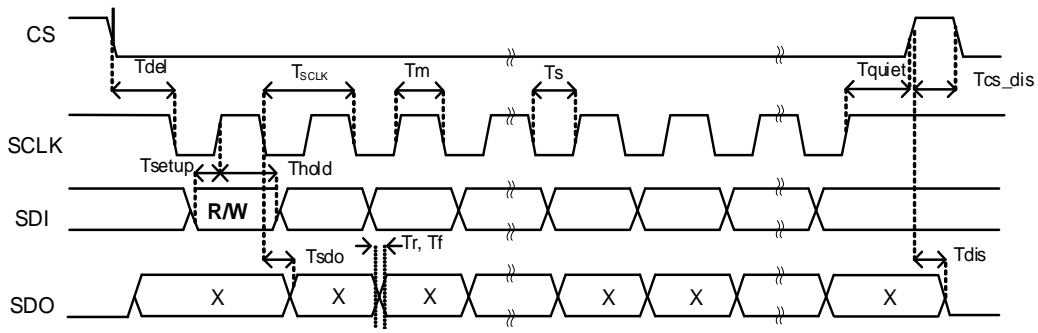 CS
Tdel
TSCLK
Tm
Ts
Tquiet
Tcs_dis
SCLK
Tsetup
Thold
SDI
R/W
Tsdo
Tr, Tf
Tdis
SDO
X
X
X
X
X
X